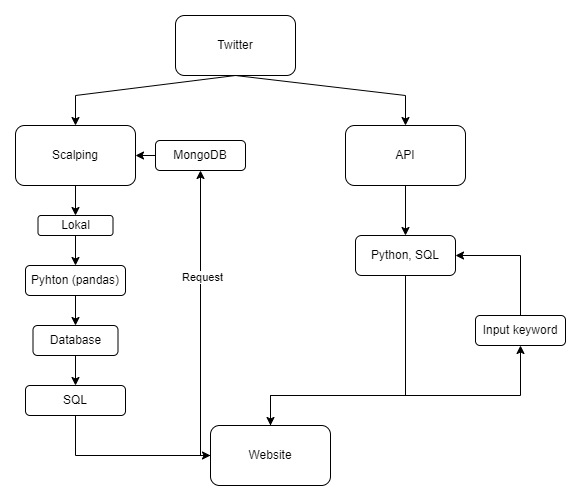 Twitter
Scalping
MongoDB
API
Lokal
Python, SQL
Pyhton (pandas)
Request
Input keyword
Database
SQL
Website